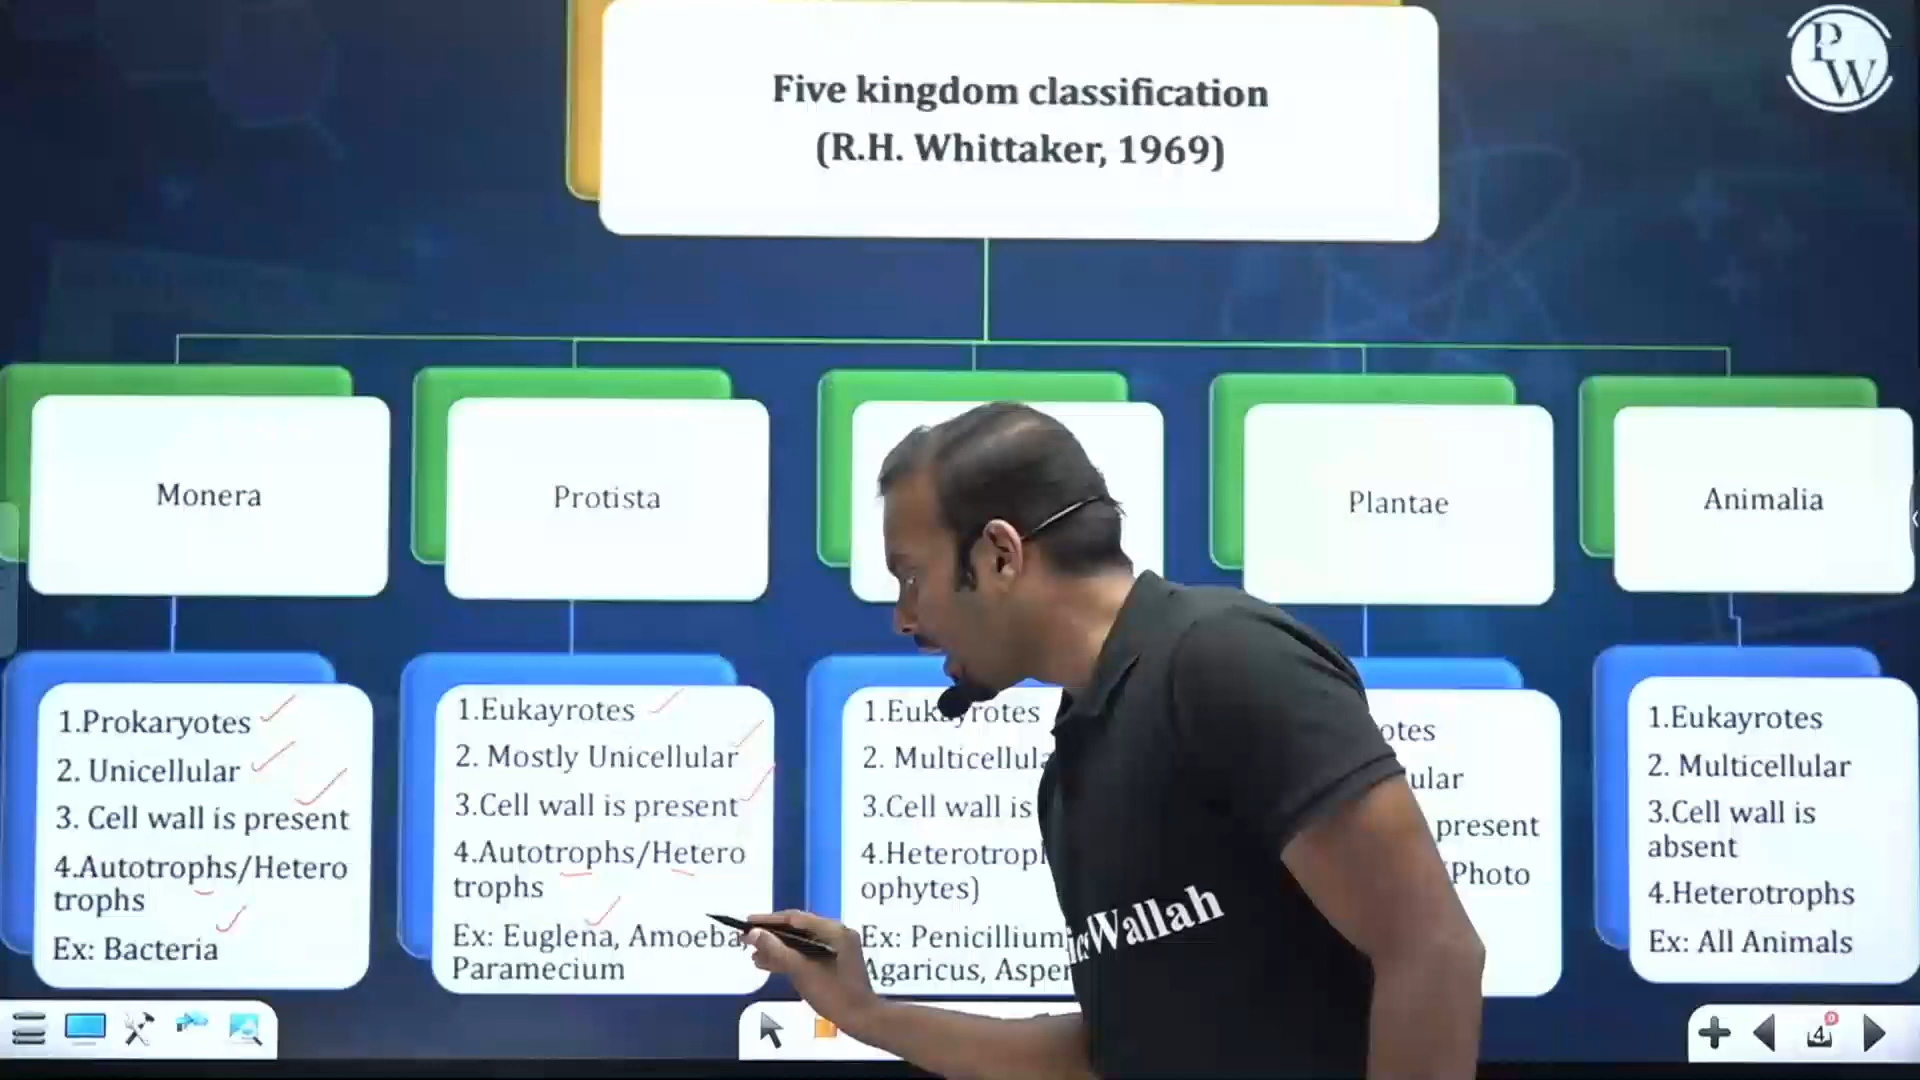 PW
Five kingdom classification
(R.H. Whittaker, 1969)
Monera
Protista
Plantae
Animalia
1.Prokaryotes
2. Unicellular
3. Cell wall is present
4.Autotrophs/Hetero
trophs
Ex: Bacteria
1.Eukayrotes
2. Mostly Unicellular
3.Cell wall is present
4.Autotrophs/Hetero
trophs
Ex: Euglena, Amoeba,
Paramecium
1.Eukayrotes
2. Multicellula
3.Cell wall is
4.Heterotroph
ophytes)
Ex: Penicillium,
Agaricus, Asper
otes
ular
present
Photo
1.Eukayrotes
2. Multicellular
3.Cell wall is
absent
4.Heterotrophs
Ex: All Animals
Wallah
4